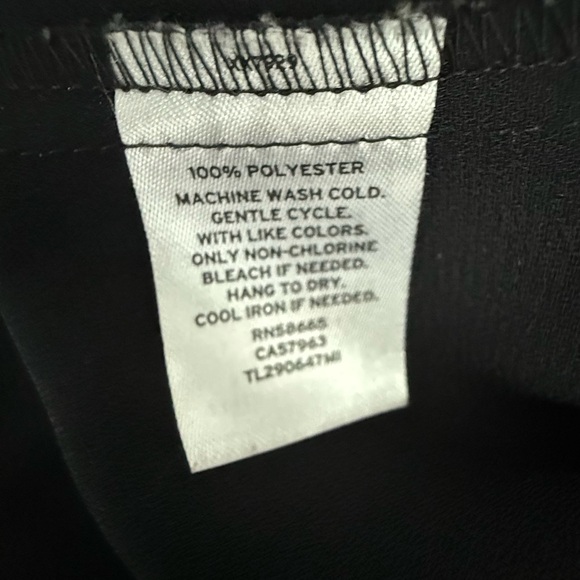 100% POLYESTER
MACHINE WASH COLD.
GENTLE CYCLE.
WITH LIKE COLORS.
ONLY NON-CHLORINE
BLEACH IF NEEDED.
HANG TO DRY.
COOL IRON IF NEEDED.
RN58665
CA57963
TL290647MI